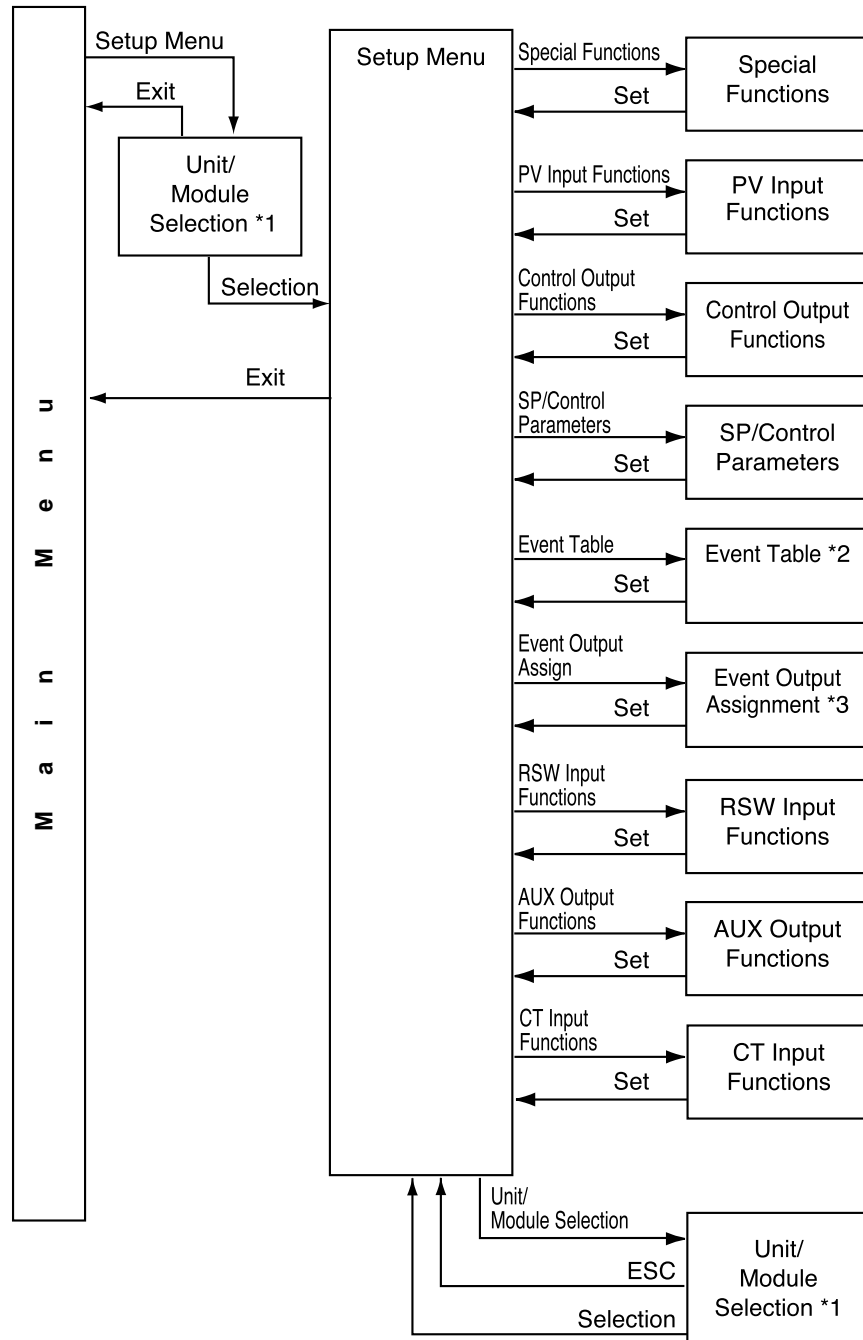 Main Menu
Setup Menu
Exit
Unit/
Module
Selection *1
Selection
Exit
Setup Menu
Special Functions
Set
Special
Functions
PV Input Functions
Set
PV Input
Functions
Control Output
Functions
Set
Control Output
Functions
SP/Control
Parameters
Set
SP/Control
Parameters
Event Table
Set
Event Table *2
Event Output
Assign
Set
Event Output
Assignment *3
RSW Input
Functions
Set
RSW Input
Functions
AUX Output
Functions
Set
AUX Output
Functions
CT Input
Functions
Set
CT Input
Functions
Unit/
Module Selection
ESC
Selection
Unit/
Module
Selection *1